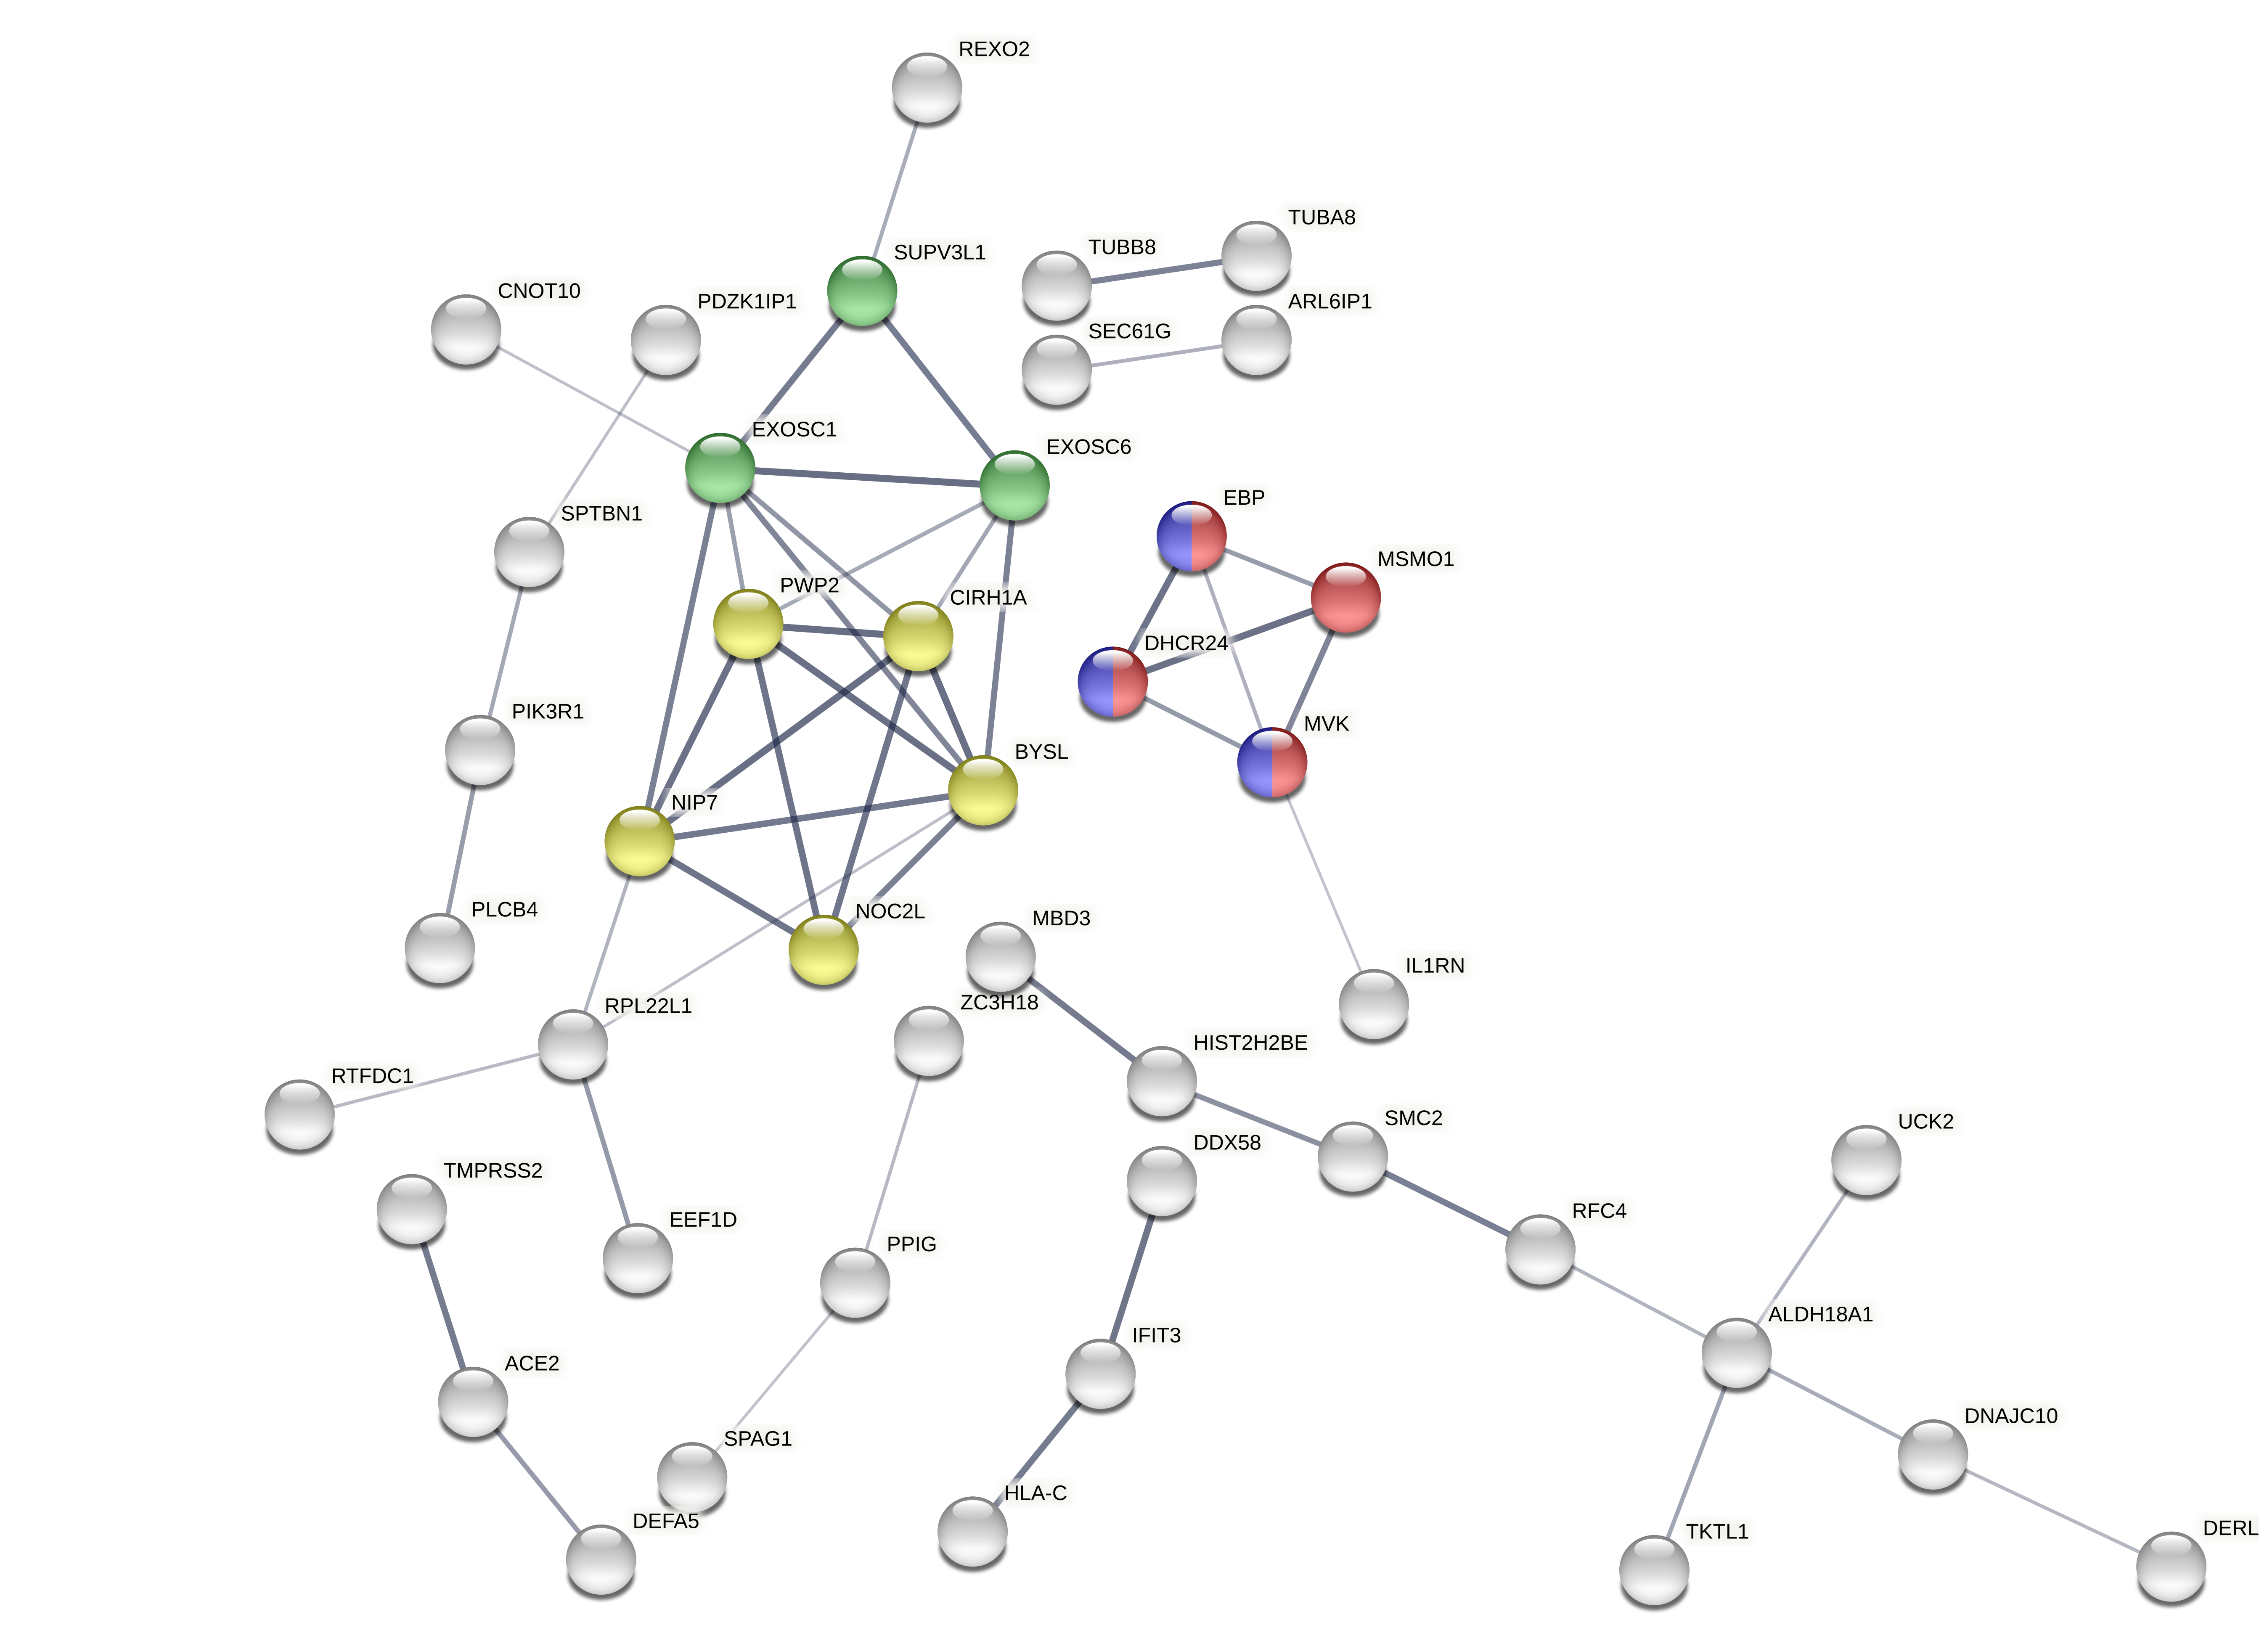 REXO2
TUBA8
TUBB8
SUPV3L1
CNOT10
PDZK1IP1
ARL6IP1
SEC61G
EXOSC1
EXOSC6
EBP
SPTBN1
MSMO1
PWP2
CIRH1A
DHCR24
PIK3R1
MVK
BYSL
NIP7
PLCB4
NOC2L
MBD3
IL1RN
ZC3H18
RPL22L1
HIST2H2BE
RTFDC1
SMC2
UCK2
DDX58
TMPRSS2
RFC4
EEF1D
PPIG
ALDH18A1
IFIT3
ACE2
DNAJC10
SPAG1
HLA-C
DEFA5
DERL
TKTL1